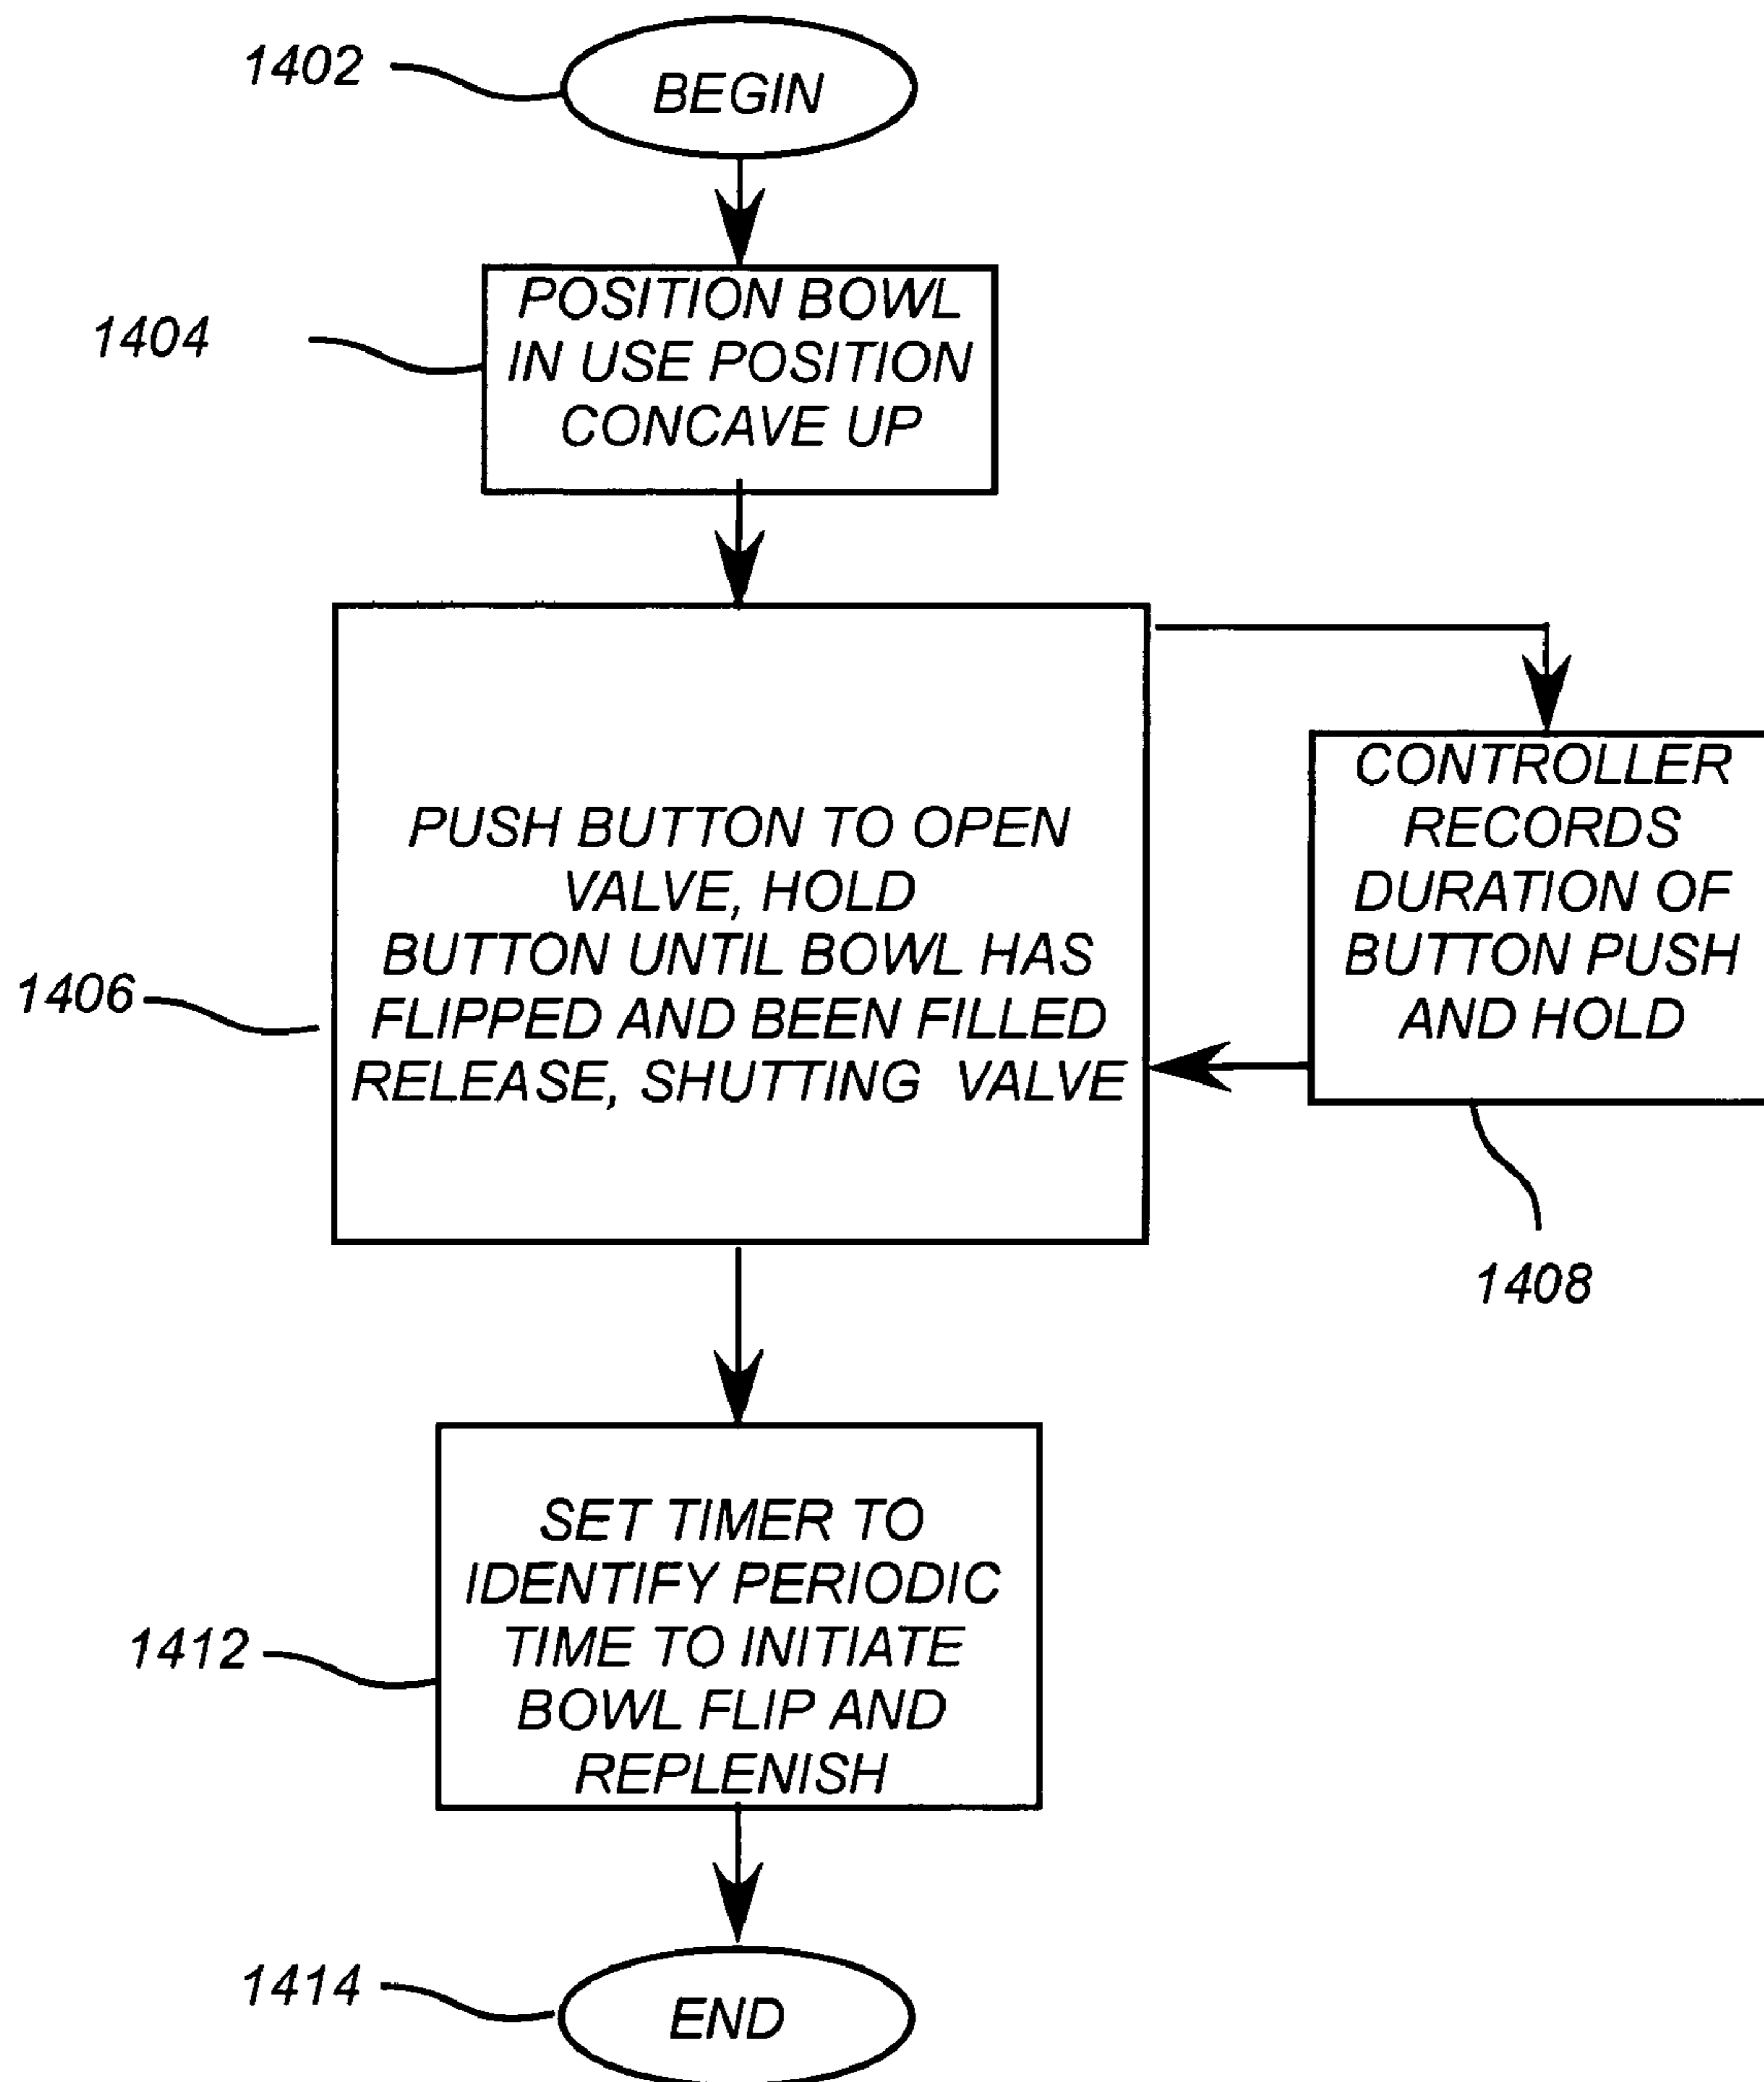 1402
BEGIN
1404
POSITION BOWL
IN USE POSITION
CONCAVE UP
1406
PUSH BUTTON TO OPEN
VALVE, HOLD
BUTTON UNTIL BOWL HAS
FLIPPED AND BEEN FILLED
RELEASE, SHUTTING VALVE
CONTROLLER
RECORDS
DURATION OF
BUTTON PUSH
AND HOLD
1408
1412
SET TIMER TO
IDENTIFY PERIODIC
TIME TO INITIATE
BOWL FLIP AND
REPLENISH
1414
END